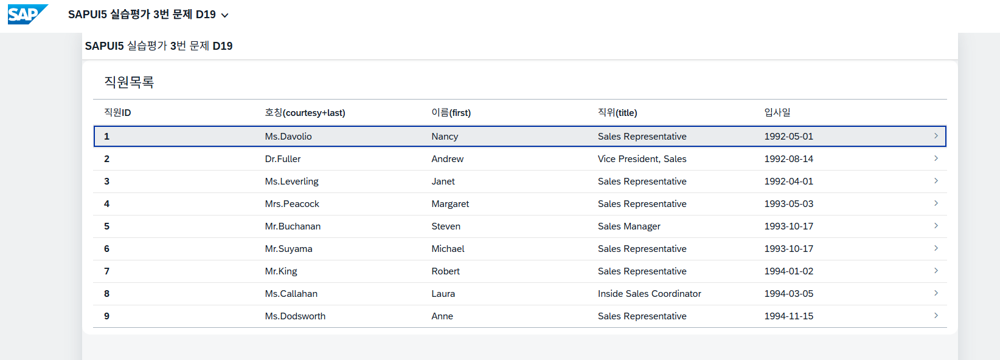 SAP SAPUI5 실습평가 3번 문제 D19
SAPUI5 실습평가 3번 문제 D19
직원목록
직원ID 호칭(courtesy+last) 이름(first) 직위(title) 입사일
1 Ms.Davolio Nancy Sales Representative 1992-05-01
2 Dr.Fuller Andrew Vice President, Sales 1992-08-14
3 Ms.Leverling Janet Sales Representative 1992-04-01
4 Mrs.Peacock Margaret Sales Representative 1993-05-03
5 Mr.Buchanan Steven Sales Manager 1993-10-17
6 Mr.Suyama Michael Sales Representative 1993-10-17
7 Mr.King Robert Sales Representative 1994-01-02
8 Ms.Callahan Laura Inside Sales Coordinator 1994-03-05
9 Ms.Dodsworth Anne Sales Representative 1994-11-15